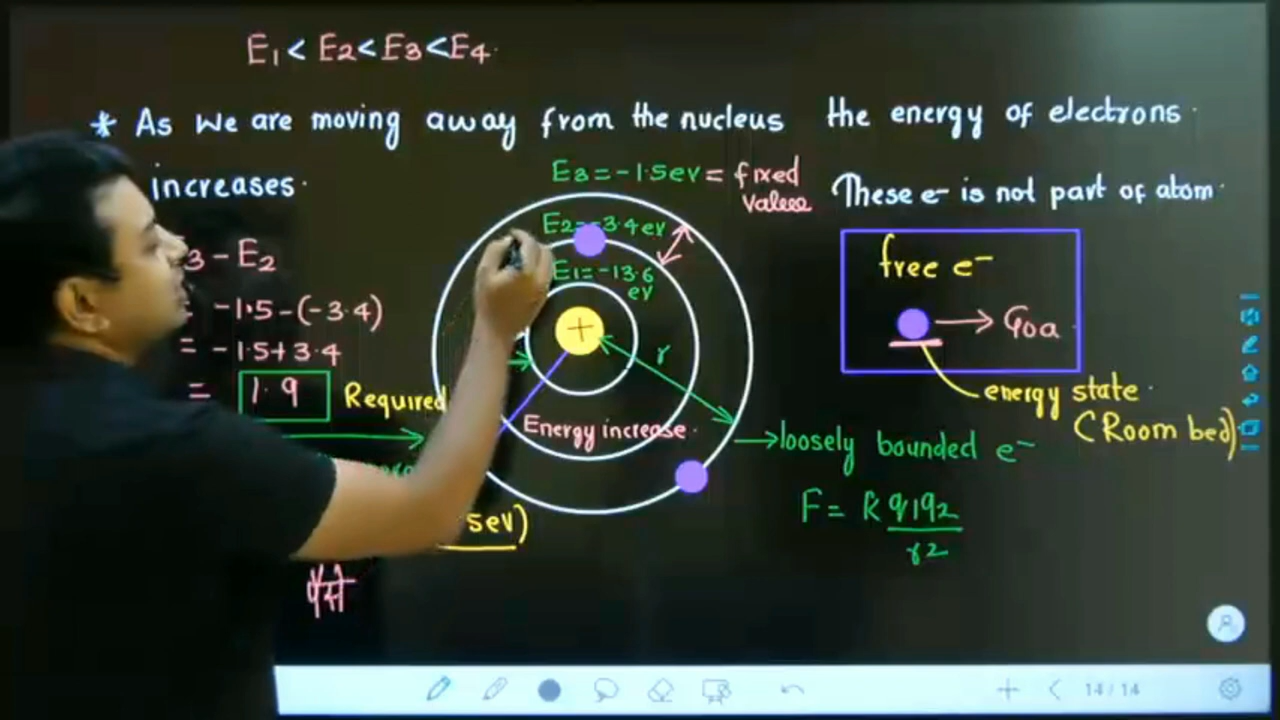 E1 < E2 < E3 < E4.
* As we are moving away from the nucleus the energy of electrons.
increases.
E3 = -1.5ev = fixed
value
These e- is not part of atom.
E2 = -3.4ev
3 - E2
E1 = -13.6
ev
free e-
-1.5 - (-3.4)
+
r
→ Goa
= -1.5 + 3.4
= 1.9 Required
energy state.
(Room bed)
Energy increase.
→ loosely bounded e-
F = k q1q2
r2
5ev)
14 / 14